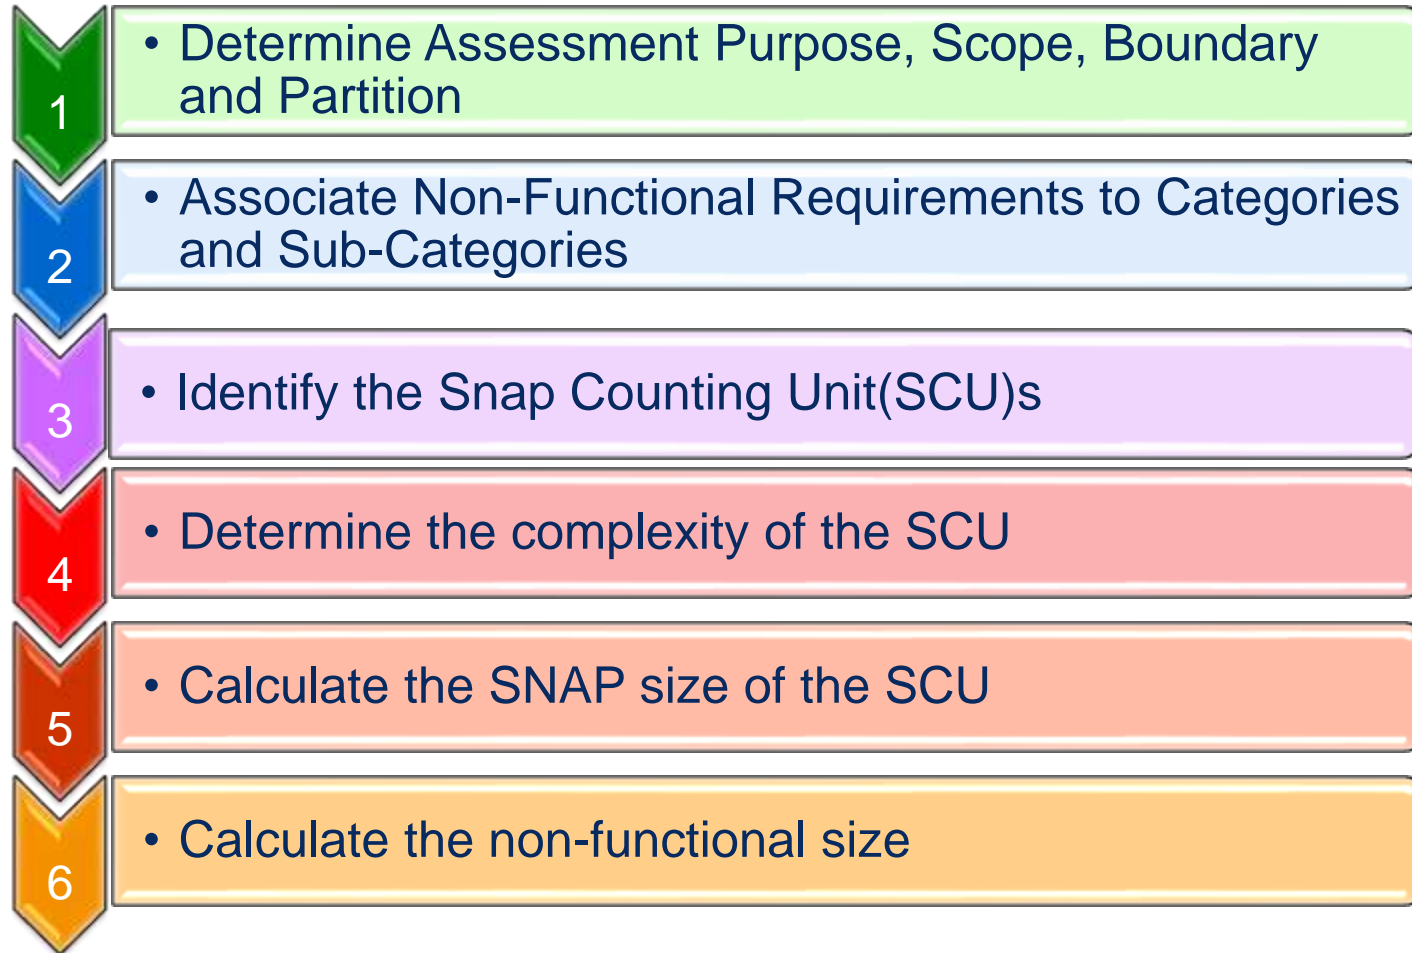 1
• Determine Assessment Purpose, Scope, Boundary
and Partition
2
• Associate Non-Functional Requirements to Categories
and Sub-Categories
3
• Identify the Snap Counting Unit(SCU)s
4
• Determine the complexity of the SCU
5
• Calculate the SNAP size of the SCU
6
• Calculate the non-functional size